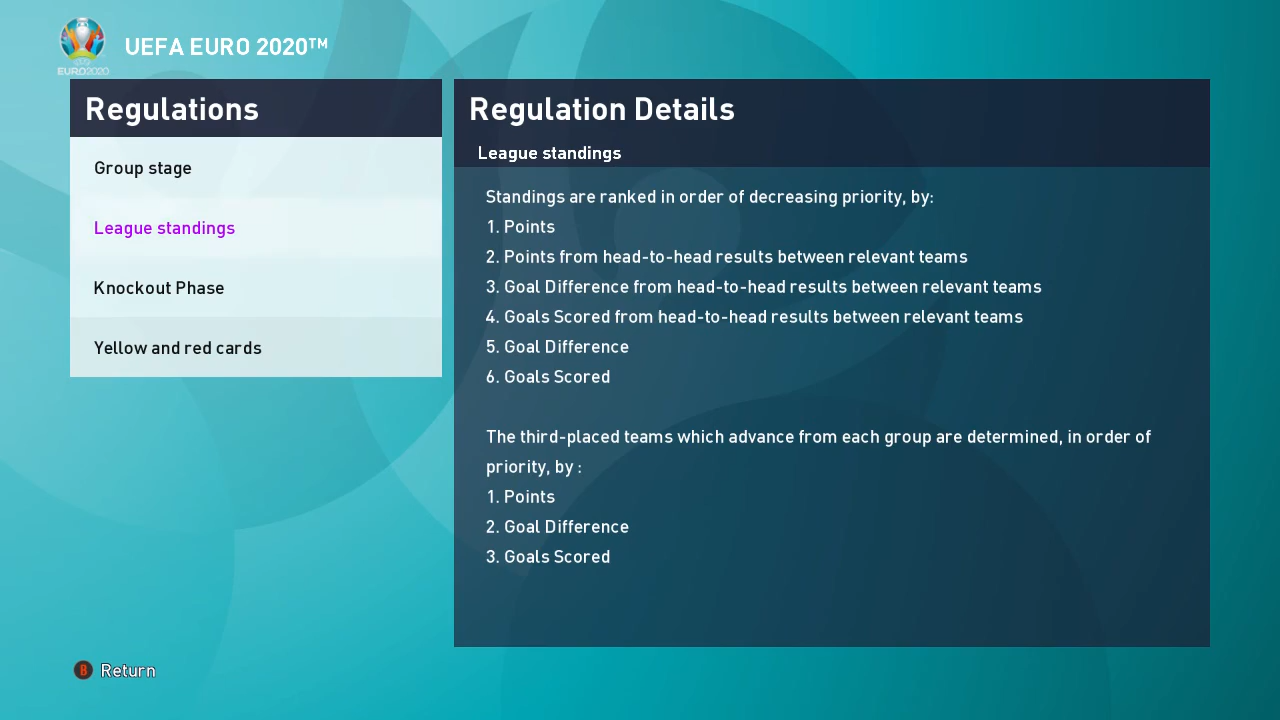 UEFA EURO 2020™
EURO2020
Regulations
Group stage
League standings
Knockout Phase
Yellow and red cards
Regulation Details
League standings
Standings are ranked in order of decreasing priority, by:
1. Points
2. Points from head-to-head results between relevant teams
3. Goal Difference from head-to-head results between relevant teams
4. Goals Scored from head-to-head results between relevant teams
5. Goal Difference
6. Goals Scored
The third-placed teams which advance from each group are determined, in order of
priority, by :
1. Points
2. Goal Difference
3. Goals Scored
B Return